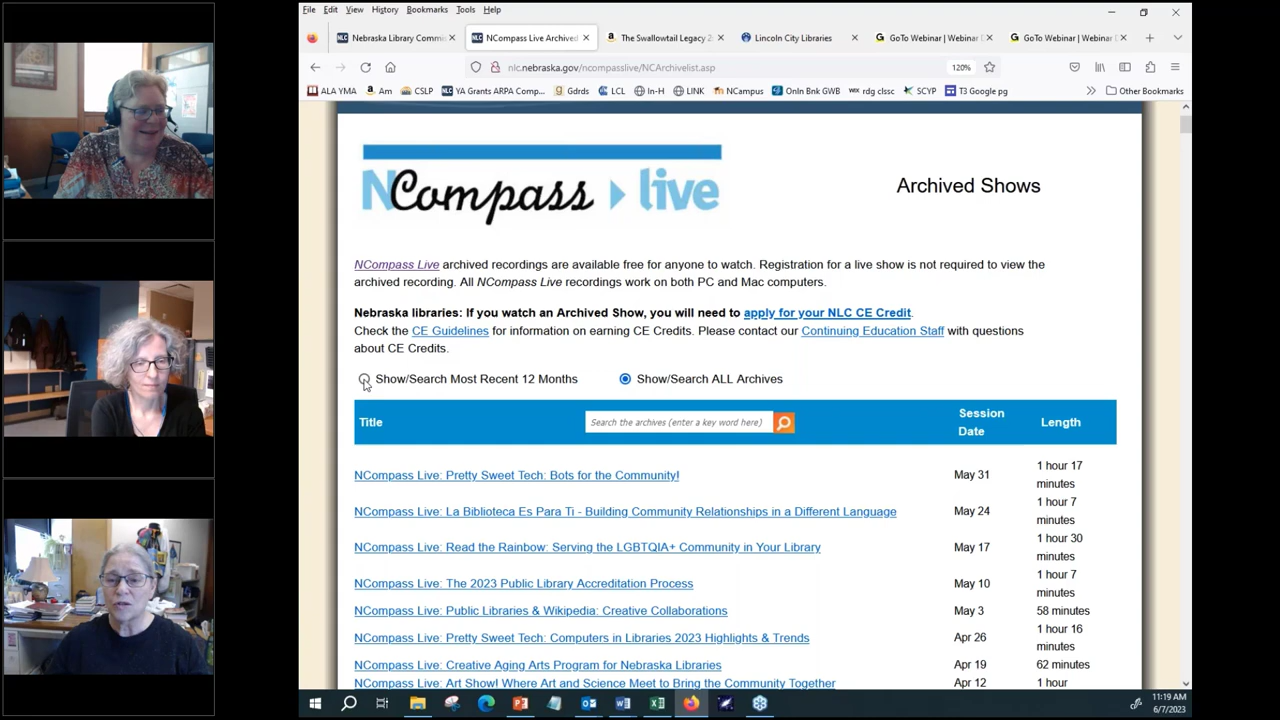 File Edit View History Bookmarks Tools Help
Nebraska Library Commis
NCompass Live Archived
The Swallowtail Legacy 2:
Lincoln City Libraries
GoTo Webinar | Webinar
GoTo Webinar | Webinar
nlc.nebraska.gov/ncompasslive/NCArchivelist.asp
120%
ALA YMA
Am
CSLP
YA Grants ARPA Comp...
Gdrds
LCL
In-H
LINK
NCampus
Onln Bnk GWB
WiX rdg clssc
SCYP
T3 Google pg
Other Bookmarks
NCompass live
Archived Shows
NCompass Live archived recordings are available free for anyone to watch. Registration for a live show is not required to view the
archived recording. All NCompass Live recordings work on both PC and Mac computers.
Nebraska libraries: If you watch an Archived Show, you will need to apply for your NLC CE Credit.
Check the CE Guidelines for information on earning CE Credits. Please contact our Continuing Education Staff with questions
about CE Credits.
Show/Search Most Recent 12 Months
Show/Search ALL Archives
Title
Search the archives (enter a key word here)
Session
Date
Length
NCompass Live: Pretty Sweet Tech: Bots for the Community!
May 31
1 hour 17
minutes
NCompass Live: La Biblioteca Es Para Ti - Building Community Relationships in a Different Language
May 24
1 hour 7
minutes
NCompass Live: Read the Rainbow: Serving the LGBTQIA+ Community in Your Library
May 17
1 hour 30
minutes
NCompass Live: The 2023 Public Library Accreditation Process
May 10
1 hour 7
minutes
NCompass Live: Public Libraries & Wikipedia: Creative Collaborations
May 3
58 minutes
NCompass Live: Pretty Sweet Tech: Computers in Libraries 2023 Highlights & Trends
Apr 26
1 hour 16
minutes
NCompass Live: Creative Aging Arts Program for Nebraska Libraries
Apr 19
62 minutes
NCompass Live: Art Show! Where Art and Science Meet to Bring the Community Together
Apr 12
1 hour
11:19 AM
6/7/2023